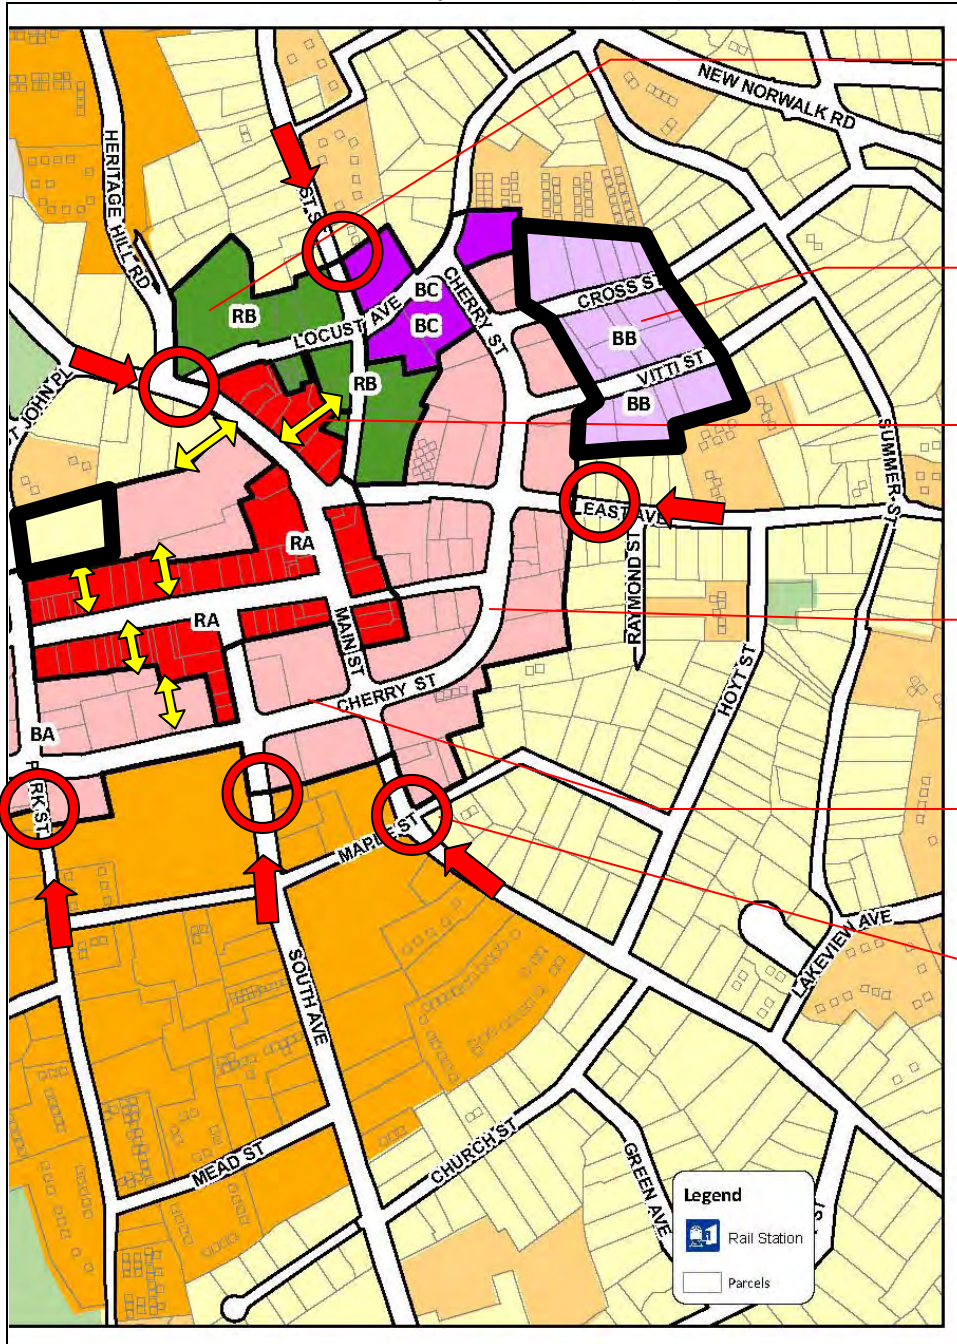 NEW NORWALK RD
HERITAGE HILL RD
ST S
BC
CHERRY ST
CROSS ST
RB
LOCUST AVE
BC
BB
VITTI ST
RB
BB
ST JOHN PL
SUMMER ST
EAST AVE
RA
RAYMOND ST
RA
MAIN ST
HOYT ST
CHERRY ST
BA
PARK ST
MAPLE ST
LAKEVIEW AVE
SOUTH AVE
CHURCH ST
MEAD ST
GREEN AVE
Legend
Rail Station
ST
Parcels